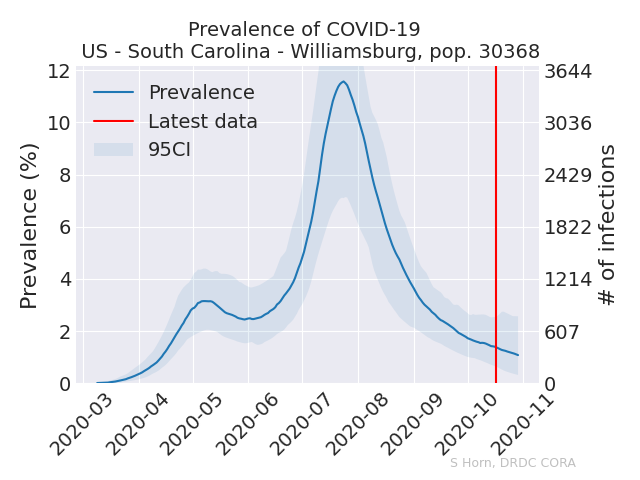 Prevalence of COVID-19
US - South Carolina - Williamsburg, pop. 30368
Prevalence (%)
12
10
8
6
4
2
0
Prevalence
Latest data
95CI
3644
3036
2429
1822
1214
607
0
# of infections
2020-03
2020-04
2020-05
2020-06
2020-07
2020-08
2020-09
2020-10
2020-11
S Horn, DRDC CORA